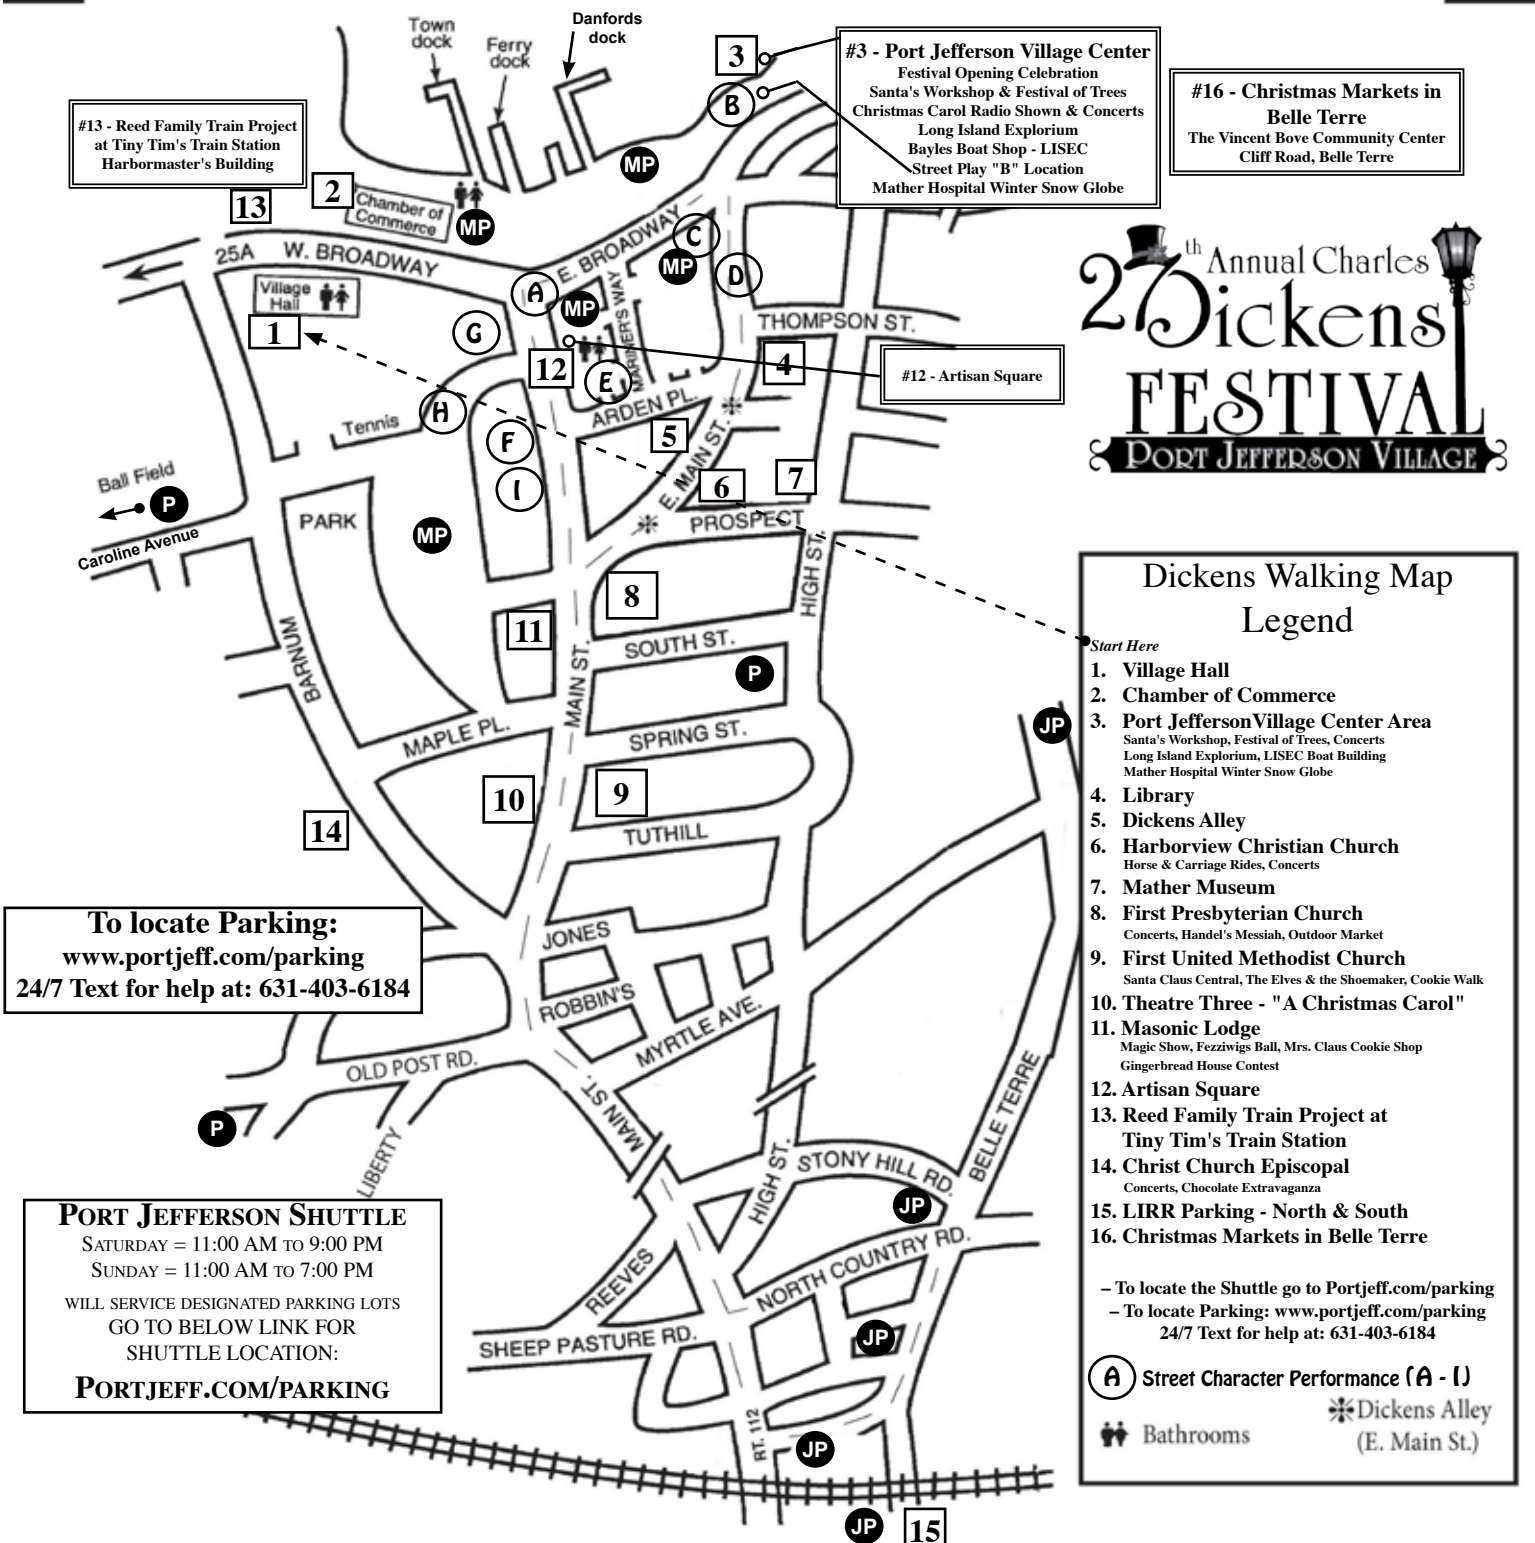 Town
dock
Ferry
dock
Danfords
dock
3
B
#3 - Port Jefferson Village Center
Festival Opening Celebration
Santa's Workshop & Festival of Trees
Christmas Carol Radio Shown & Concerts
Long Island Explorium
Bayles Boat Shop - LISEC
Street Play "B" Location
Mather Hospital Winter Snow Globe
#16 - Christmas Markets in
Belle Terre
The Vincent Bove Community Center
Cliff Road, Belle Terre
#13 - Reed Family Train Project
at Tiny Tim's Train Station
Harbormaster's Building
13
2
Chamber of
Commerce
MP
MP
25A
W. BROADWAY
E. BROADWAY
C
MP
D
A
MP
MARINER'S WAY
Village
Hall
1
G
12
E
THOMPSON ST.
4
#12 - Artisan Square
27th Annual Charles
Dickens
FESTIVAL
PORT JEFFERSON VILLAGE
H
Tennis
F
I
ARDEN PL.
5
E. MAIN ST.
6
7
PROSPECT
Ball Field
P
Caroline Avenue
PARK
MP
HIGH ST.
8
11
SOUTH ST.
P
BARNUM
MAIN ST.
MAPLE PL.
SPRING ST.
JP
10
9
14
TUTHILL
To locate Parking:
www.portjeff.com/parking
24/7 Text for help at: 631-403-6184
JONES
ROBBIN'S
MYRTLE AVE.
OLD POST RD.
P
LIBERTY
MAIN ST.
BELLE TERRE
HIGH ST.
STONY HILL RD.
JP
NORTH COUNTRY RD.
REEVES
SHEEP PASTURE RD.
JP
RT. 112
JP
JP
15
PORT JEFFERSON SHUTTLE
SATURDAY = 11:00 AM TO 9:00 PM
SUNDAY = 11:00 AM TO 7:00 PM
WILL SERVICE DESIGNATED PARKING LOTS
GO TO BELOW LINK FOR
SHUTTLE LOCATION:
PORTJEFF.COM/PARKING
Dickens Walking Map
Legend
Start Here
1. Village Hall
2. Chamber of Commerce
3. Port JeffersonVillage Center Area
Santa's Workshop, Festival of Trees, Concerts
Long Island Explorium, LISEC Boat Building
Mather Hospital Winter Snow Globe
4. Library
5. Dickens Alley
6. Harborview Christian Church
Horse & Carriage Rides, Concerts
7. Mather Museum
8. First Presbyterian Church
Concerts, Handel's Messiah, Outdoor Market
9. First United Methodist Church
Santa Claus Central, The Elves & the Shoemaker, Cookie Walk
10. Theatre Three - "A Christmas Carol"
11. Masonic Lodge
Magic Show, Fezziwigs Ball, Mrs. Claus Cookie Shop
Gingerbread House Contest
12. Artisan Square
13. Reed Family Train Project at
Tiny Tim's Train Station
14. Christ Church Episcopal
Concerts, Chocolate Extravaganza
15. LIRR Parking - North & South
16. Christmas Markets in Belle Terre
– To locate the Shuttle go to Portjeff.com/parking
– To locate Parking: www.portjeff.com/parking
24/7 Text for help at: 631-403-6184
A Street Character Performance (A - I)
Bathrooms
Dickens Alley
(E. Main St.)